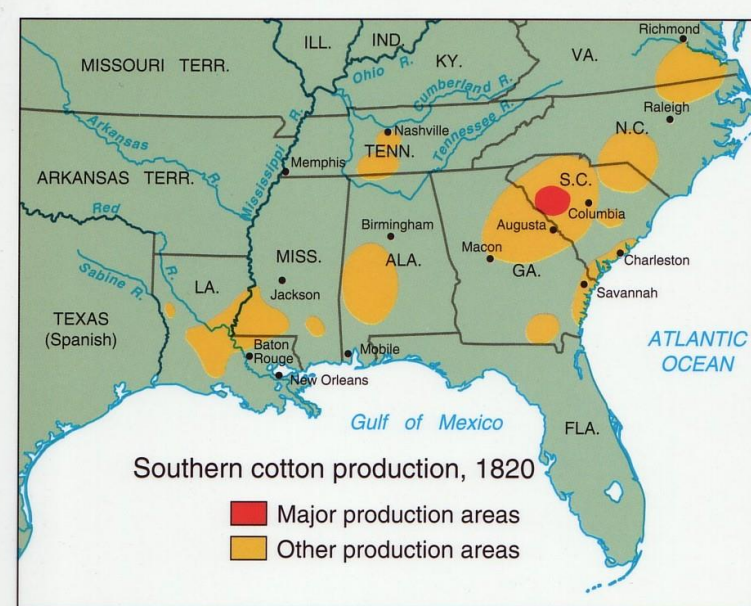 Richmond
ILL.
IND.
VA.
MISSOURI TERR.
KY.
Ohio R.
Cumberland R.
Raleigh
Arkansas
R.
Mississippi R.
Nashville
Tennessee R.
N.C.
TENN.
Memphis
ARKANSAS TERR.
S.C.
Red
R.
Columbia
Birmingham
Augusta
Macon
MISS.
ALA.
Charleston
Sabine R.
GA.
LA.
Jackson
Savannah
TEXAS
(Spanish)
Baton
Rouge
Mobile
ATLANTIC
OCEAN
New Orleans
Gulf of Mexico
FLA.
Southern cotton production, 1820
Major production areas
Other production areas